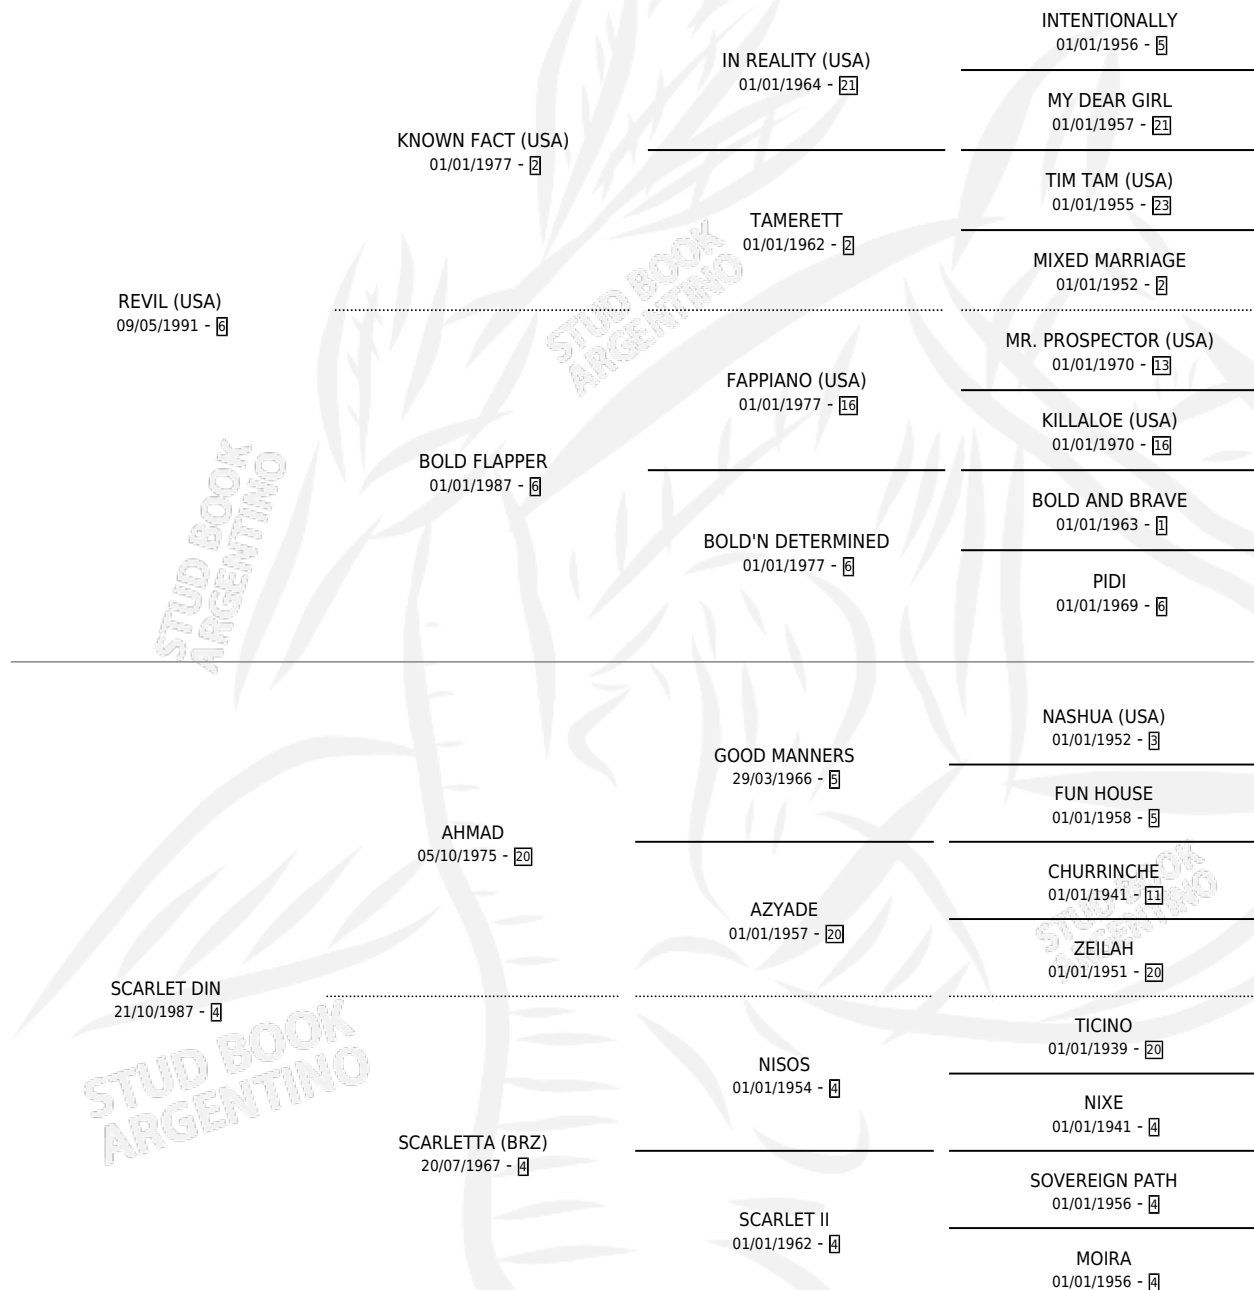 INTENTIONALLY
01/01/1956 - 5
IN REALITY (USA)
01/01/1964 - 21
MY DEAR GIRL
01/01/1957 - 21
KNOWN FACT (USA)
01/01/1977 - 2
TIM TAM (USA)
01/01/1955 - 23
TAMERETT
01/01/1962 - 2
MIXED MARRIAGE
01/01/1952 - 2
REVIL (USA)
09/05/1991 - 6
MR. PROSPECTOR (USA)
01/01/1970 - 13
FAPPIANO (USA)
01/01/1977 - 16
KILLALOE (USA)
01/01/1970 - 16
BOLD FLAPPER
01/01/1987 - 6
BOLD AND BRAVE
01/01/1963 - 1
BOLD'N DETERMINED
01/01/1977 - 6
PIDI
01/01/1969 - 6
NASHUA (USA)
01/01/1952 - 3
GOOD MANNERS
29/03/1966 - 5
FUN HOUSE
01/01/1958 - 5
AHMAD
05/10/1975 - 20
CHURRINCHE
01/01/1941 - 11
AZYADE
01/01/1957 - 20
ZEILAH
01/01/1951 - 20
SCARLET DIN
21/10/1987 - 4
TICINO
01/01/1939 - 20
NISOS
01/01/1954 - 4
NIXE
01/01/1941 - 4
SCARLETTA (BRZ)
20/07/1967 - 4
SOVEREIGN PATH
01/01/1956 - 4
SCARLET II
01/01/1962 - 4
MOIRA
01/01/1956 - 4
STUD BOOK
ARGENTINO
STUD BOOK
ARGENTINO
STUD BOOK
ARGENTINO
STUD BOOK
ARGENTINO